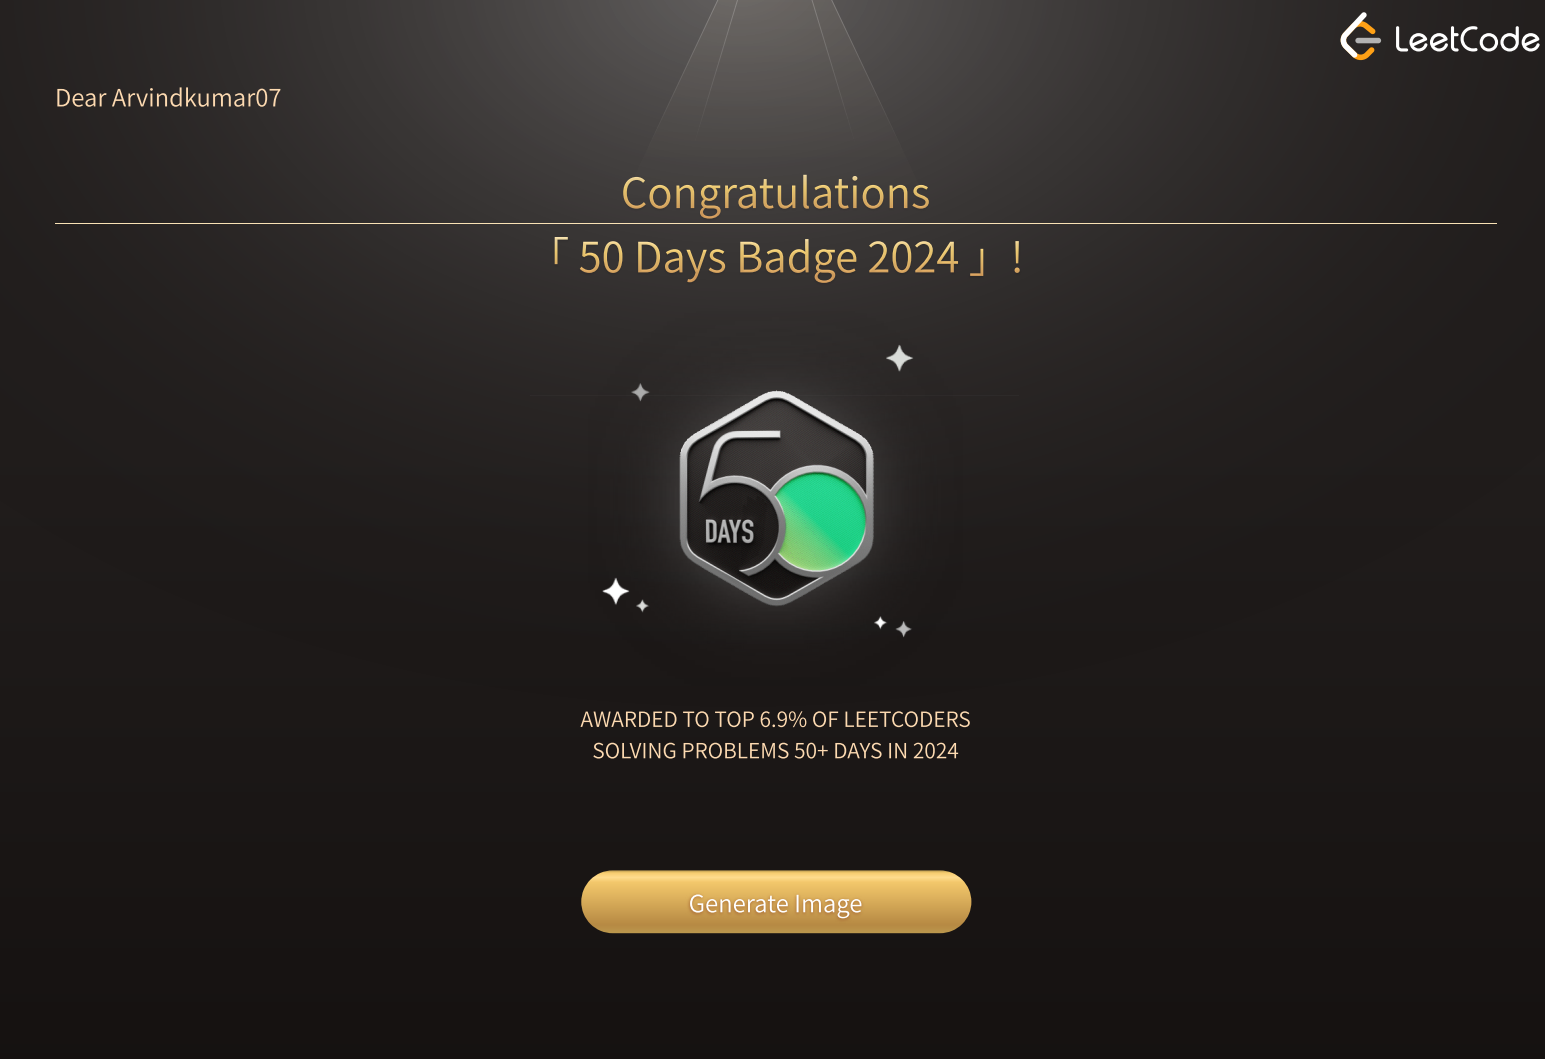 LeetCode
Dear Arvindkumar07
Congratulations
「 50 Days Badge 2024 」 !
50
DAYS
AWARDED TO TOP 6.9% OF LEETCODERS
SOLVING PROBLEMS 50+ DAYS IN 2024
Generate Image